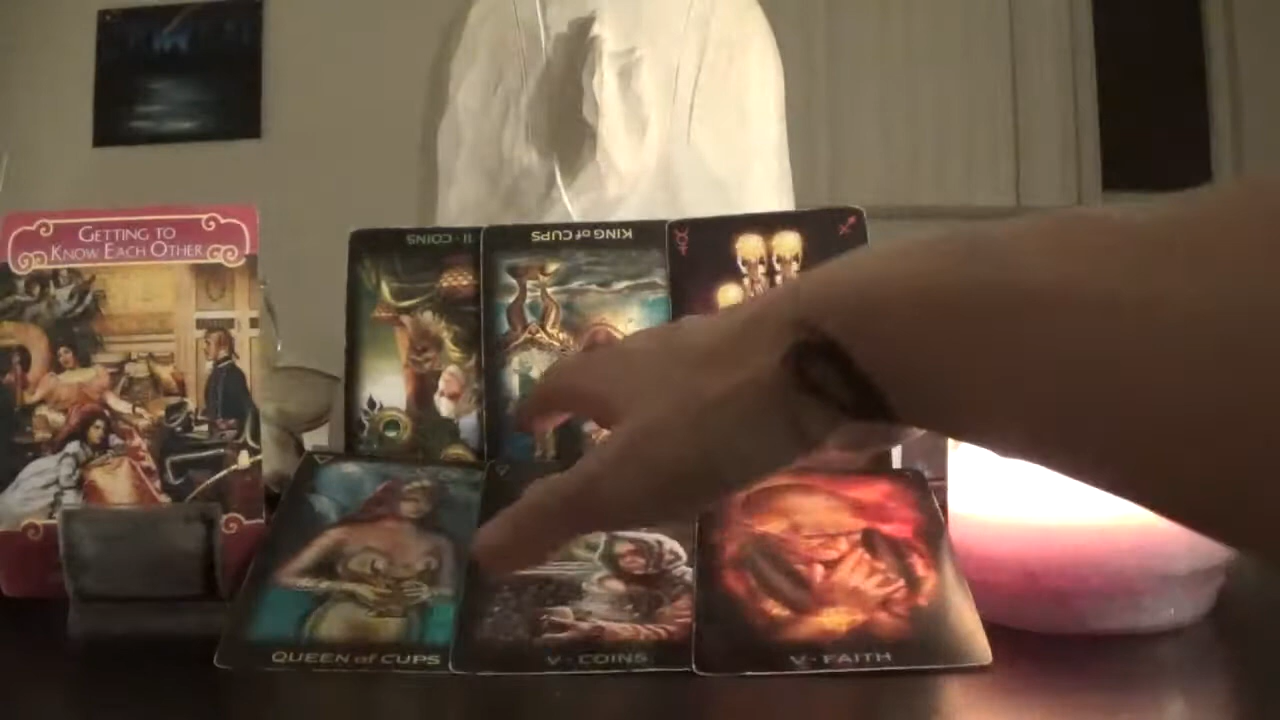 GETTING TO
KNOW EACH OTHER
II - COINS
KING of CUPS
QUEEN of CUPS
V - COINS
V - FAITH